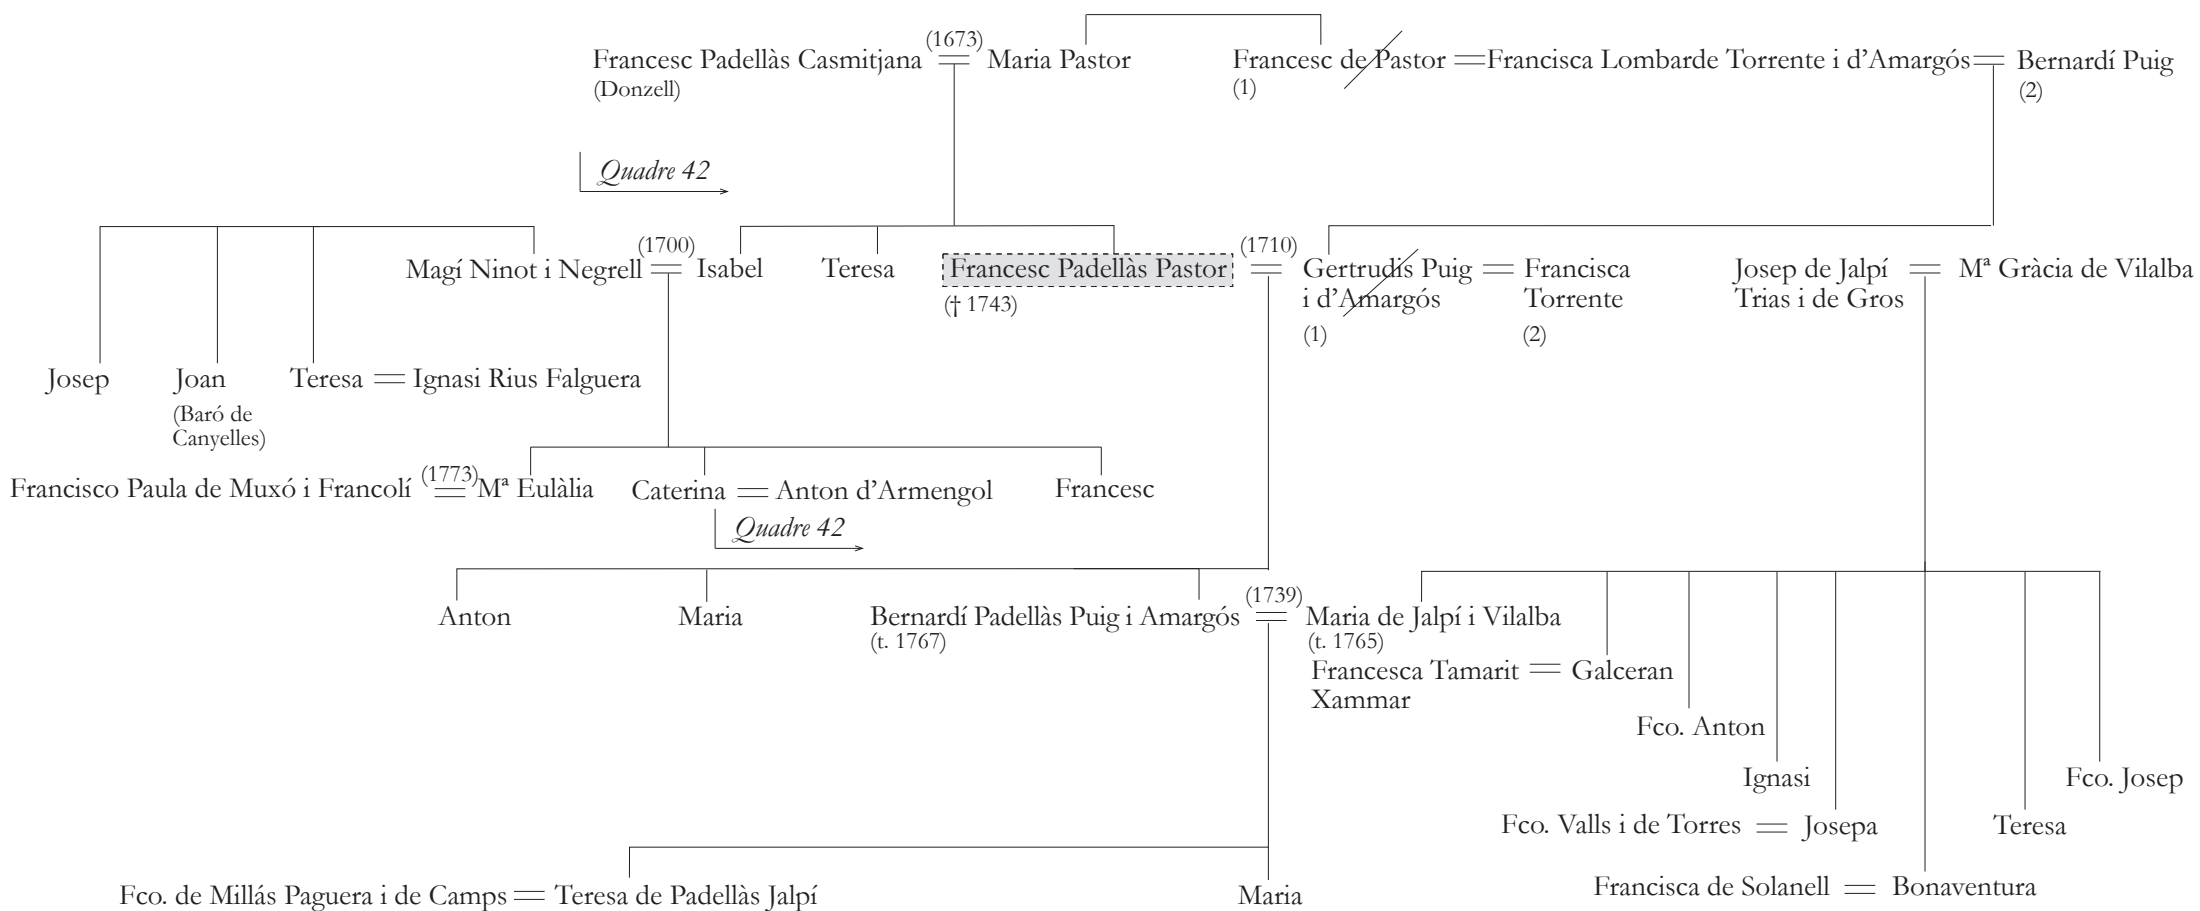 (1673)
Francesc Padellàs Casmitjana Maria Pastor Francesc de Pastor Francisca Lombarde Torrente i d’Amargós Bernardí Puig
(Donzell) (1) (2)
Quadre 42
(1700) (1710)
Magí Ninot i Negrell Isabel Teresa Francesc Padellàs Pastor Gertrudis Puig Francisca Josep de Jalpí Mª Gràcia de Vilalba
(† 1743) i d’Amargós Torrente Trias i de Gros
(1) (2)
Josep Joan Teresa Ignasi Rius Falguera
(Baró de
Canyelles)
(1773)
Francisco Paula de Muxó i Francolí Mª Eulàlia Caterina Anton d’Armengol Francesc
Quadre 42
(1739)
Anton Maria Bernardí Padellàs Puig i Amargós Maria de Jalpí i Vilalba
(t. 1767) (t. 1765)
Francesca Tamarit Galceran
Xammar
Fco. Anton
Ignasi Fco. Josep
Fco. Valls i de Torres Josepa Teresa
Francisca de Solanell Bonaventura
Fco. de Millás Paguera i de Camps Teresa de Padellàs Jalpí Maria